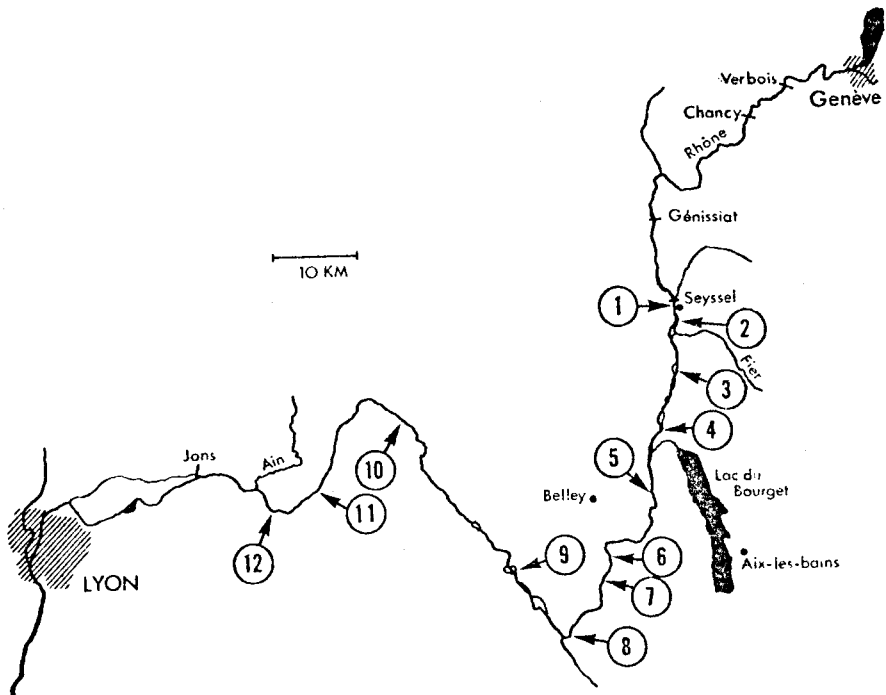 Verbois
Genève
Chancy
Rhône
Génissiat
10 KM
Seyssel
1
2
Fier
3
4
5
Jons
Ain
10
Lac du
Bourget
Belley
11
12
9
6
Aix-les-bains
LYON
7
8